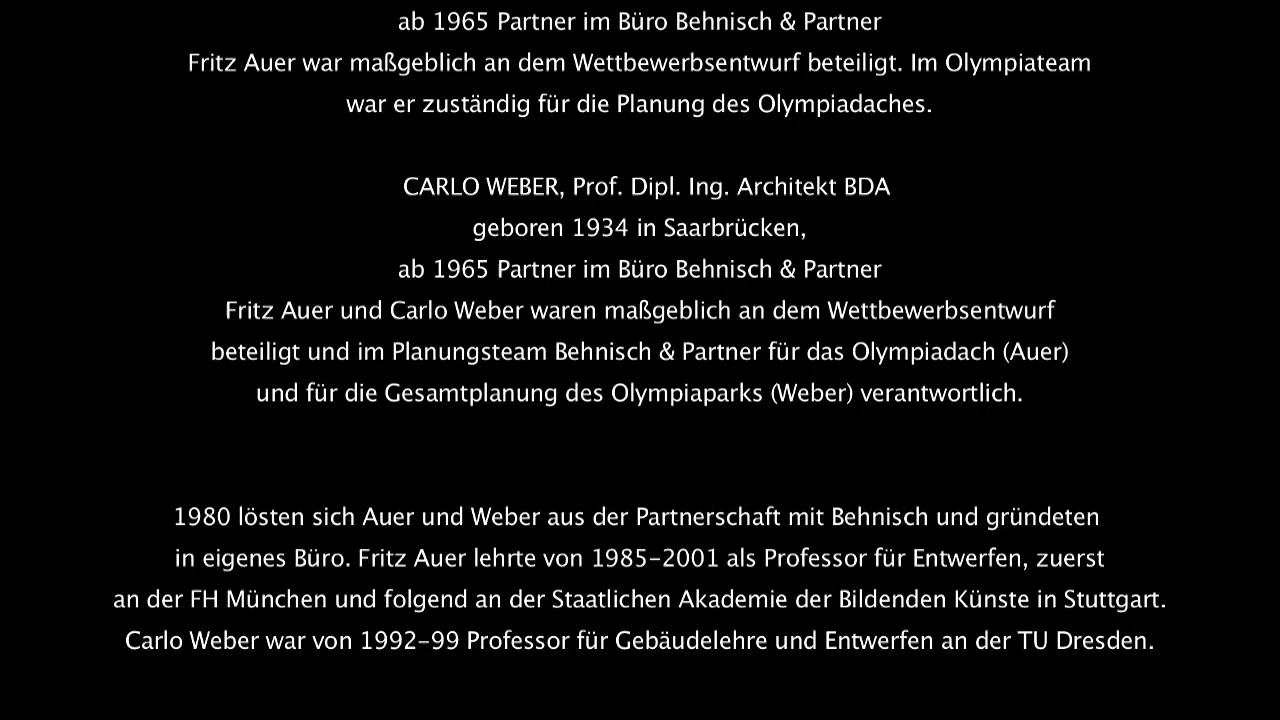 ab 1965 Partner im Büro Behnisch & Partner
Fritz Auer war maßgeblich an dem Wettbewerbsentwurf beteiligt. Im Olympiateam
war er zuständig für die Planung des Olympiadaches.
CARLO WEBER, Prof. Dipl. Ing. Architekt BDA
geboren 1934 in Saarbrücken,
ab 1965 Partner im Büro Behnisch & Partner
Fritz Auer und Carlo Weber waren maßgeblich an dem Wettbewerbsentwurf
beteiligt und im Planungsteam Behnisch & Partner für das Olympiadach (Auer)
und für die Gesamtplanung des Olympiaparks (Weber) verantwortlich.
1980 lösten sich Auer und Weber aus der Partnerschaft mit Behnisch und gründeten
in eigenes Büro. Fritz Auer lehrte von 1985–2001 als Professor für Entwerfen, zuerst
an der FH München und folgend an der Staatlichen Akademie der Bildenden Künste in Stuttgart.
Carlo Weber war von 1992–99 Professor für Gebäudelehre und Entwerfen an der TU Dresden.